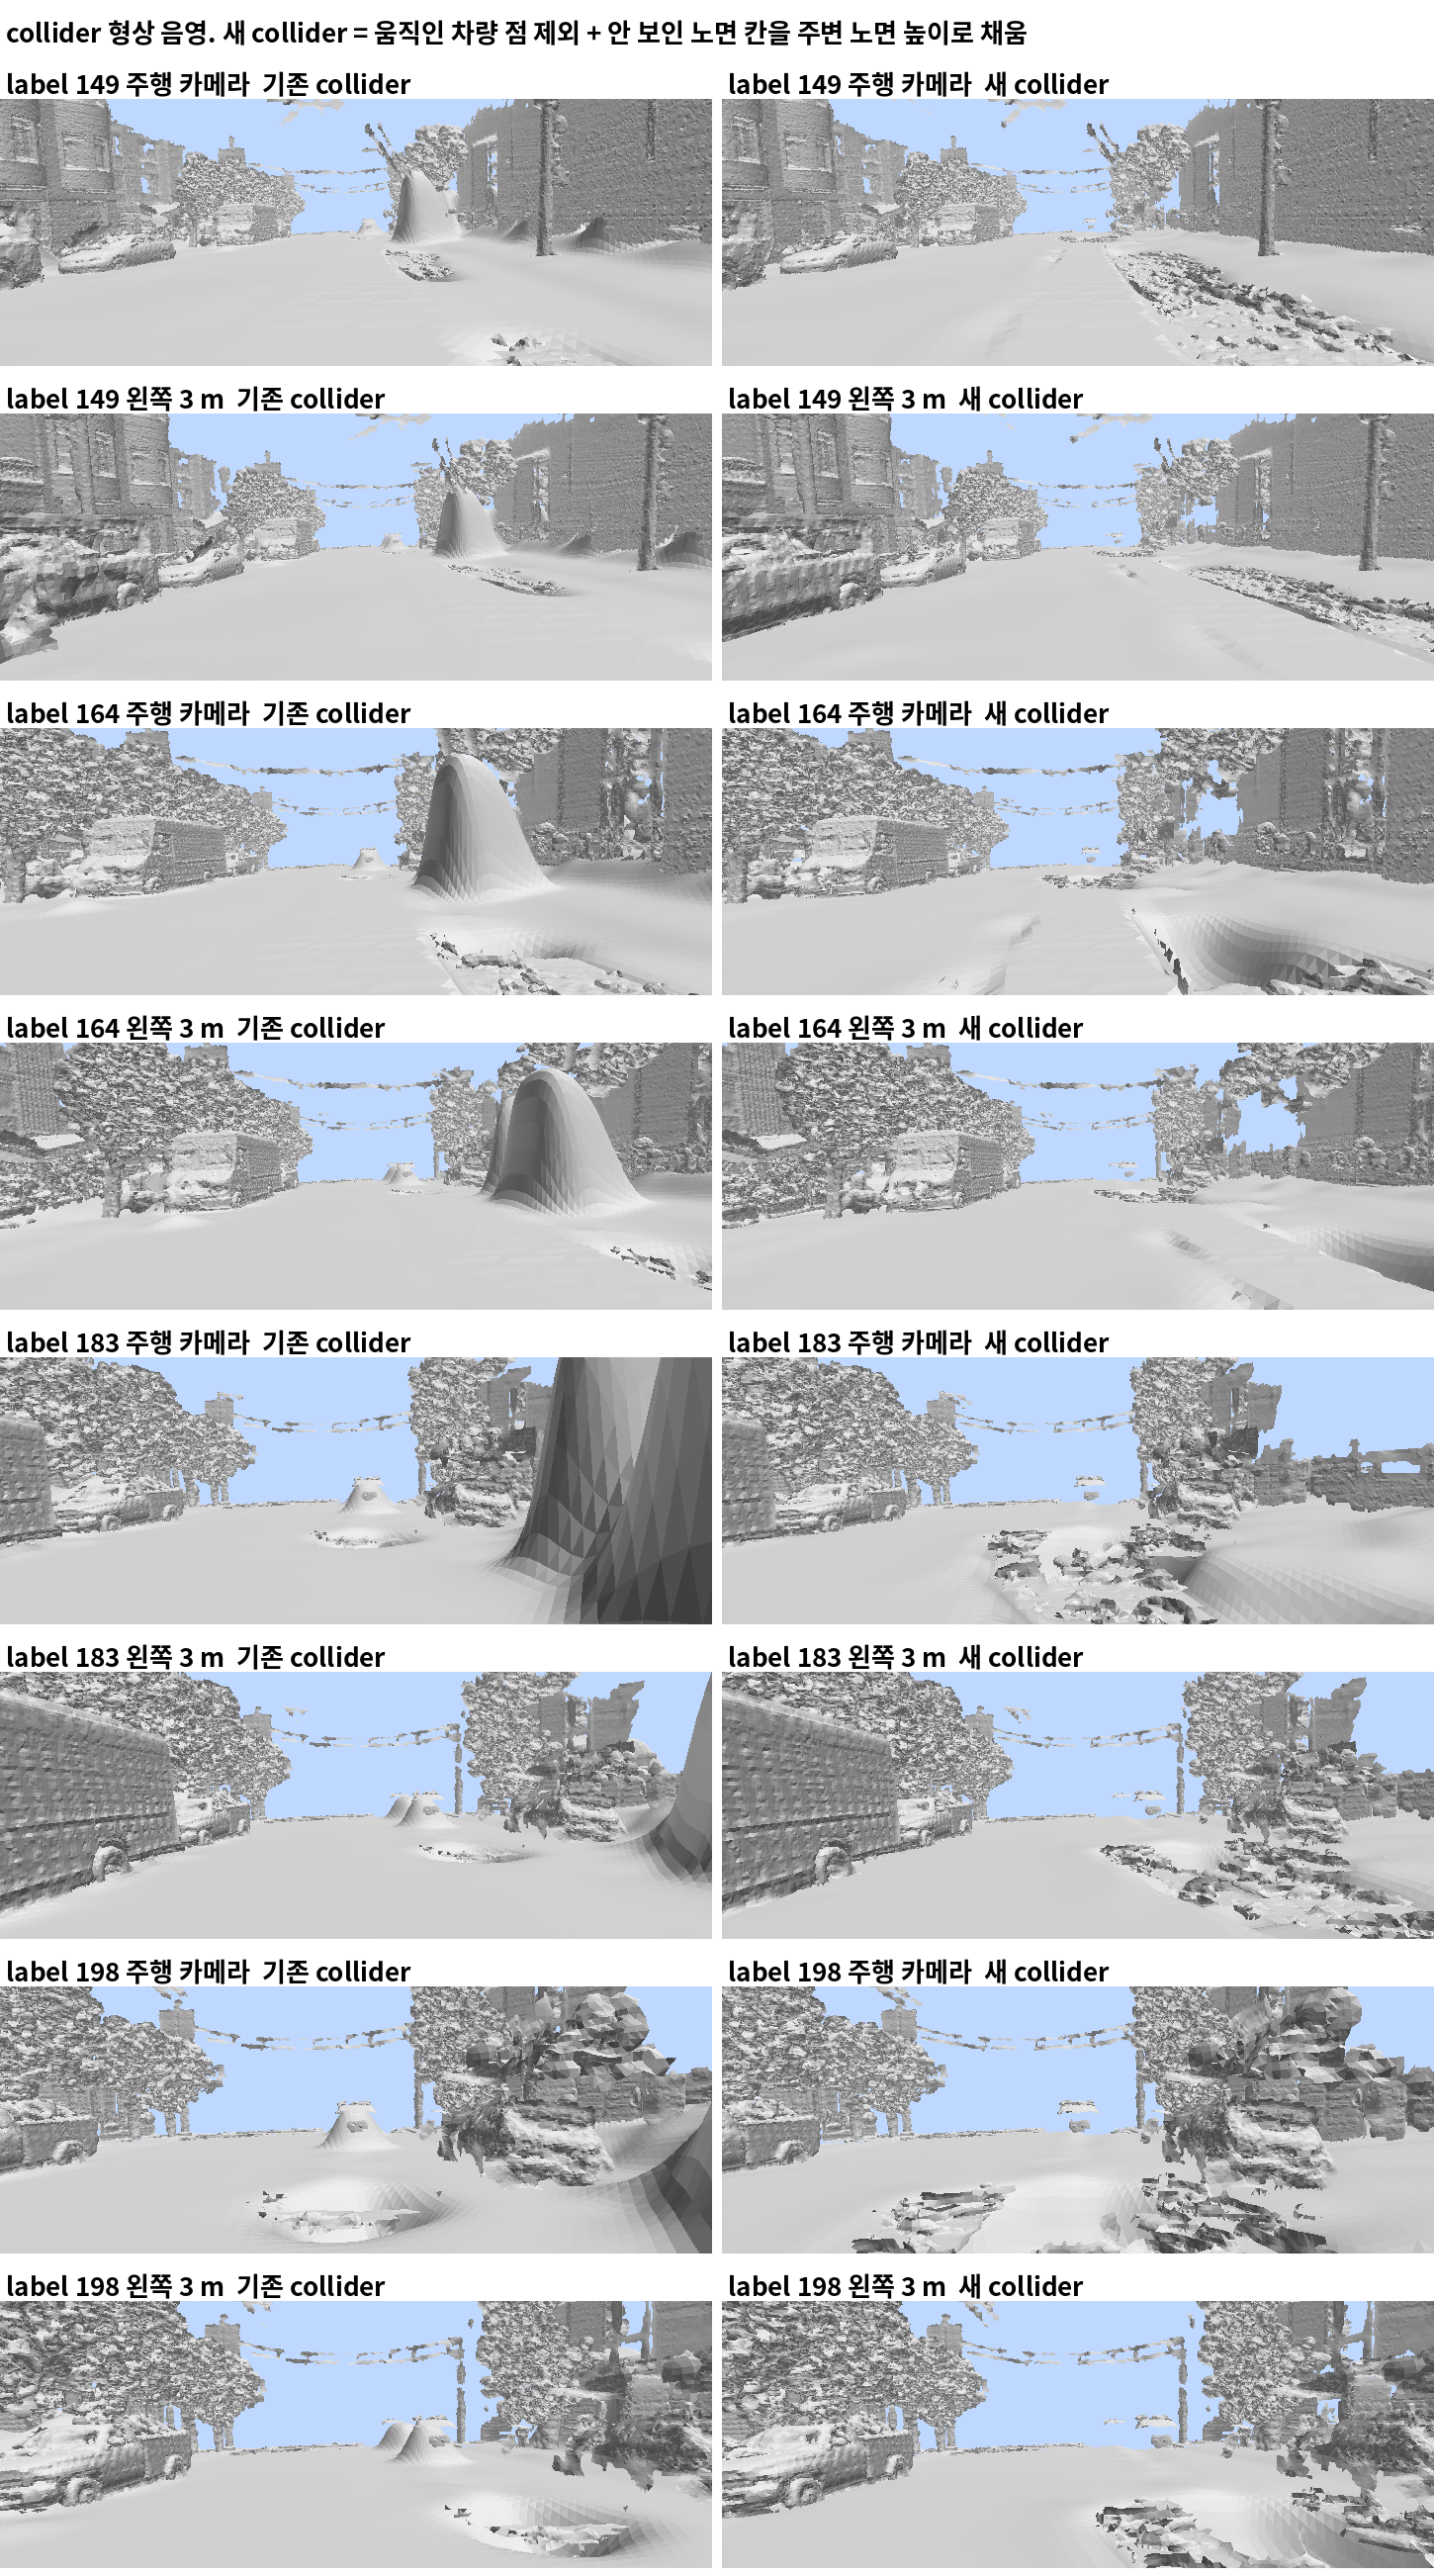 collider 형상 음영. 새 collider = 움직인 차량 점 제외 + 안 보인 노면 칸을 주변 노면 높이로 채움
label 149 주행 카메라 기존 collider
label 149 주행 카메라 새 collider
label 149 왼쪽 3 m 기존 collider
label 149 왼쪽 3 m 새 collider
label 164 주행 카메라 기존 collider
label 164 주행 카메라 새 collider
label 164 왼쪽 3 m 기존 collider
label 164 왼쪽 3 m 새 collider
label 183 주행 카메라 기존 collider
label 183 주행 카메라 새 collider
label 183 왼쪽 3 m 기존 collider
label 183 왼쪽 3 m 새 collider
label 198 주행 카메라 기존 collider
label 198 주행 카메라 새 collider
label 198 왼쪽 3 m 기존 collider
label 198 왼쪽 3 m 새 collider